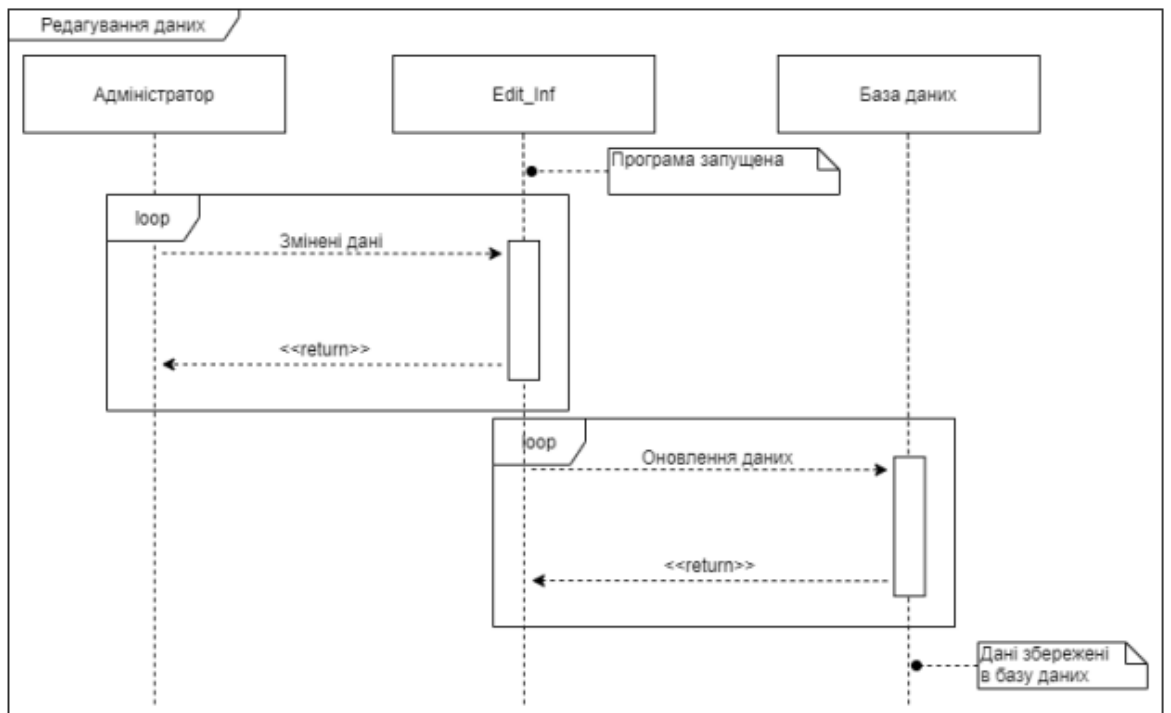 Редагування даних
Адміністратор
Edit_Inf
База даних
Програма запущена
loop
Змінені дані
<<return>>
loop
Оновлення даних
<<return>>
Дані збережені
в базу даних